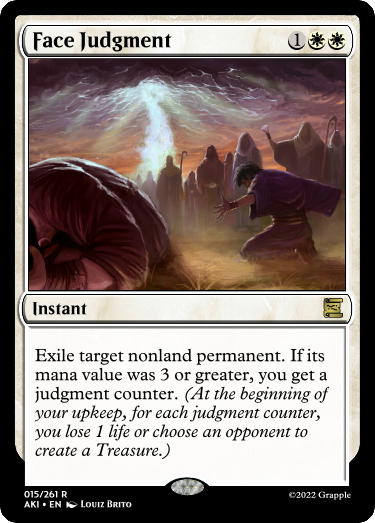 Face Judgment 1
Instant
Exile target nonland permanent. If its
mana value was 3 or greater, you get a
judgment counter. (At the beginning of
your upkeep, for each judgment counter,
you lose 1 life or choose an opponent to
create a Treasure.)
015/261 R
AKI • EN Louiz Brito
©2022 Grapple